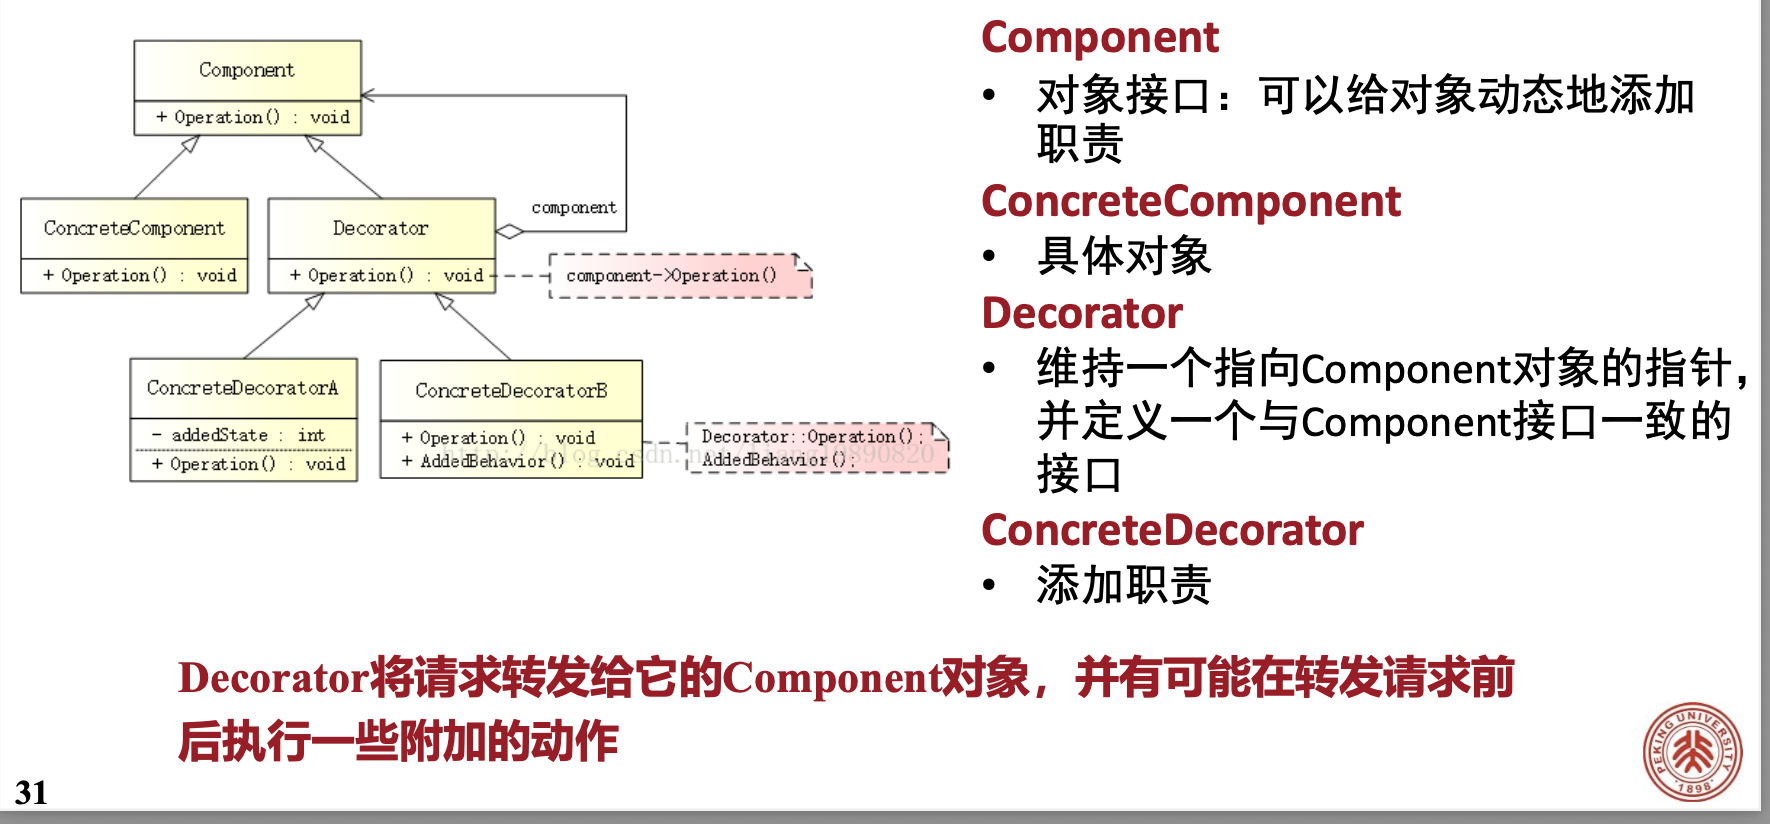 Component
+ Operation() : void
ConcreteComponent
+ Operation() : void
Decorator
+ Operation() : void
component
component->Operation()
ConcreteDecoratorA
- addedState : int
+ Operation() : void
ConcreteDecoratorB
+ Operation() : void
+ AddedBehavior() : void
Decorator::Operation();
AddedBehavior();
Component
• 对象接口：可以给对象动态地添加
职责
ConcreteComponent
• 具体对象
Decorator
• 维持一个指向Component对象的指针，
并定义一个与Component接口一致的
接口
ConcreteDecorator
• 添加职责
Decorator将请求转发给它的Component对象，并有可能在转发请求前
后执行一些附加的动作
PEKING UNIVERSITY
1898
31